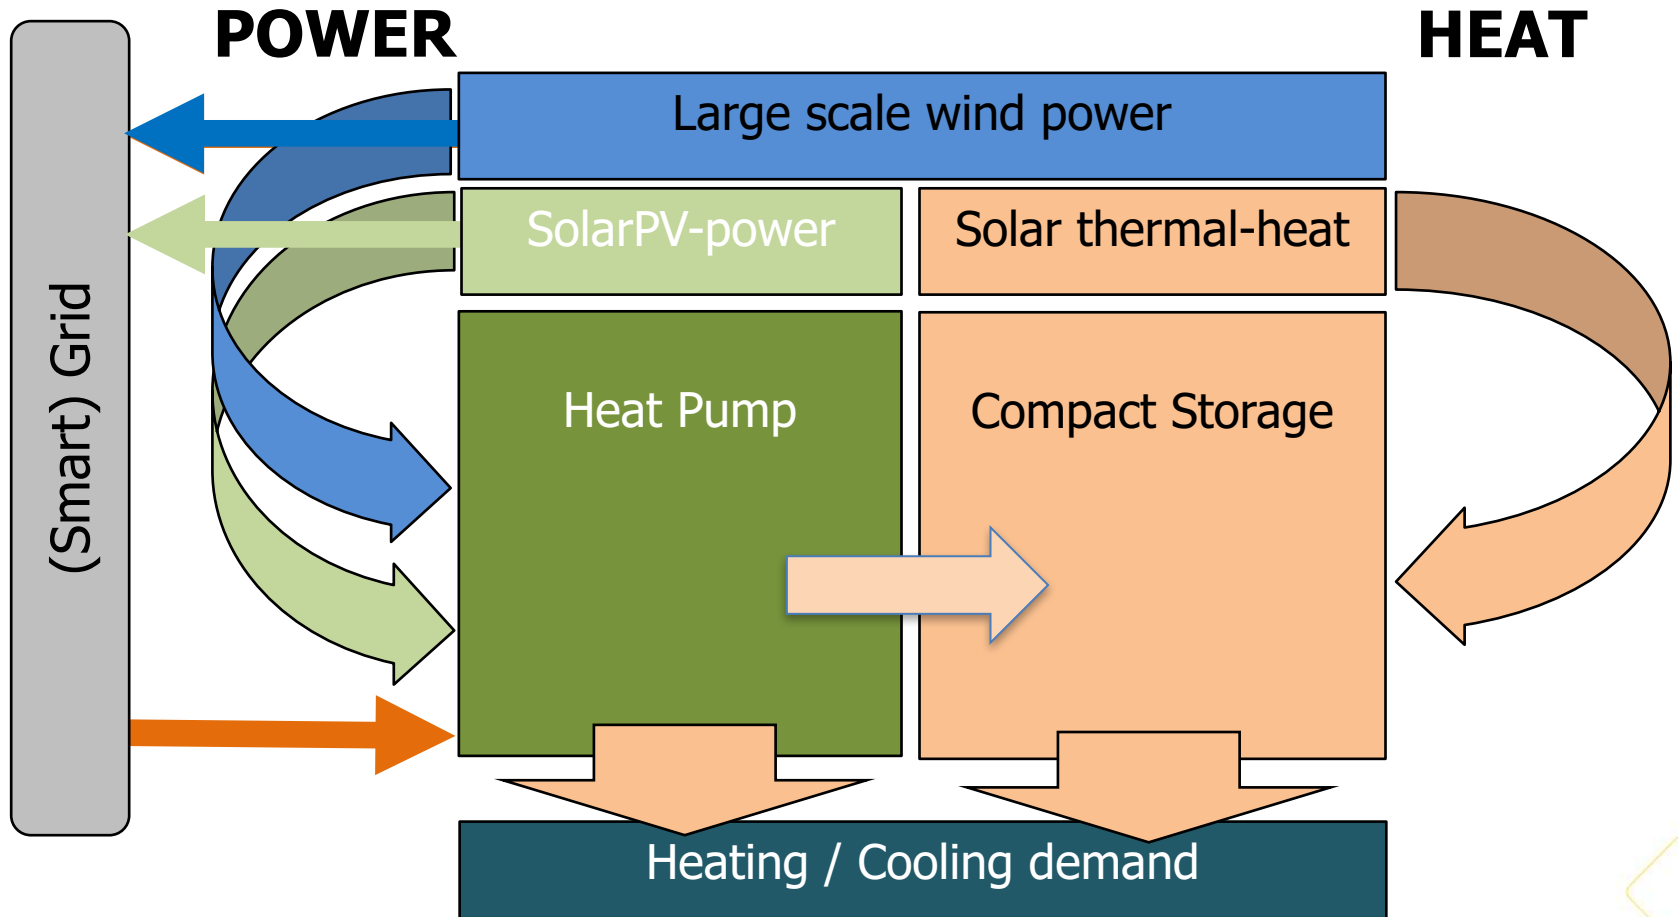 POWER
HEAT
Large scale wind power
SolarPV-power
Solar thermal-heat
(Smart) Grid
Heat Pump
Compact Storage
Heating / Cooling demand